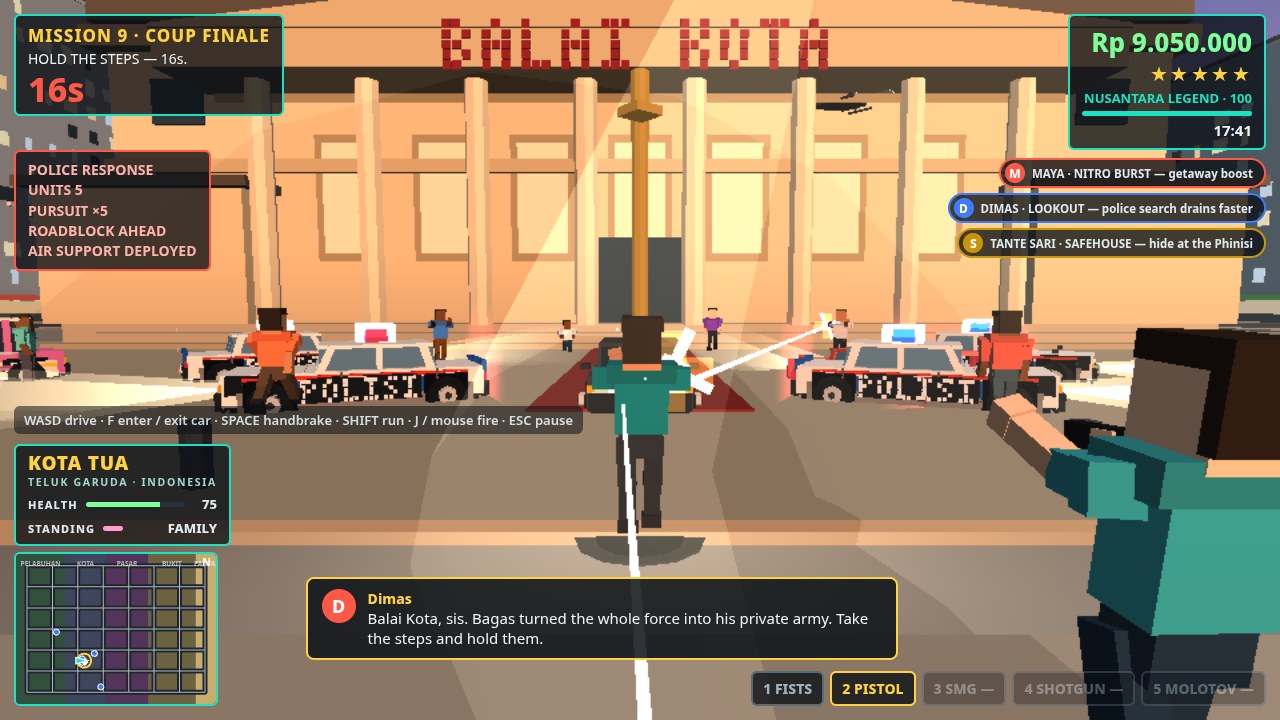 BALAI KOTA
MISSION 9 · COUP FINALE
HOLD THE STEPS — 16s.
16s
Rp 9.050.000
★★★★★
NUSANTARA LEGEND · 100
17:41
POLICE RESPONSE
UNITS 5
PURSUIT ×5
ROADBLOCK AHEAD
AIR SUPPORT DEPLOYED
M MAYA · NITRO BURST — getaway boost
D DIMAS · LOOKOUT — police search drains faster
S TANTE SARI · SAFEHOUSE — hide at the Phinisi
WASD drive · F enter / exit car · SPACE handbrake · SHIFT run · J / mouse fire · ESC pause
KOTA TUA
TELUK GARUDA · INDONESIA
HEALTH 75
STANDING FAMILY
PELABUHAN KOTA PASAR BUKIT N
D
Dimas
Balai Kota, sis. Bagas turned the whole force into his private army. Take
the steps and hold them.
1 FISTS 2 PISTOL 3 SMG — 4 SHOTGUN — 5 MOLOTOV —